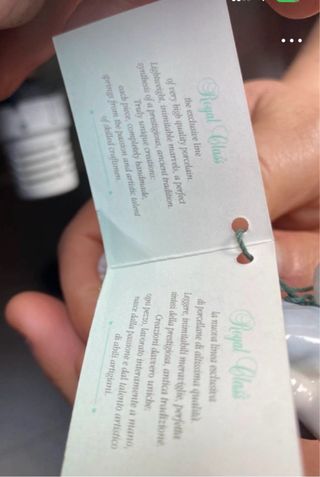 Royal Class
the exclusive line
of very high quality porcelain.
Lightweight, inimitable marvels, a perfect
synthesis of a prestigious, ancient tradition.
Truly unique creations:
each piece, completely handmade,
springs from the passion and artistic talent
of skilful craftsmen.
Royal Class
la nuova linea esclusiva
di porcellane di altissima qualità.
Leggere, inimitabili meraviglie, perfetta
sintesi della prestigiosa, antica tradizione.
Creazioni davvero uniche:
ogni pezzo, lavorato interamente a mano,
nasce dalla passione e dal talento artistico
di abili artigiani.